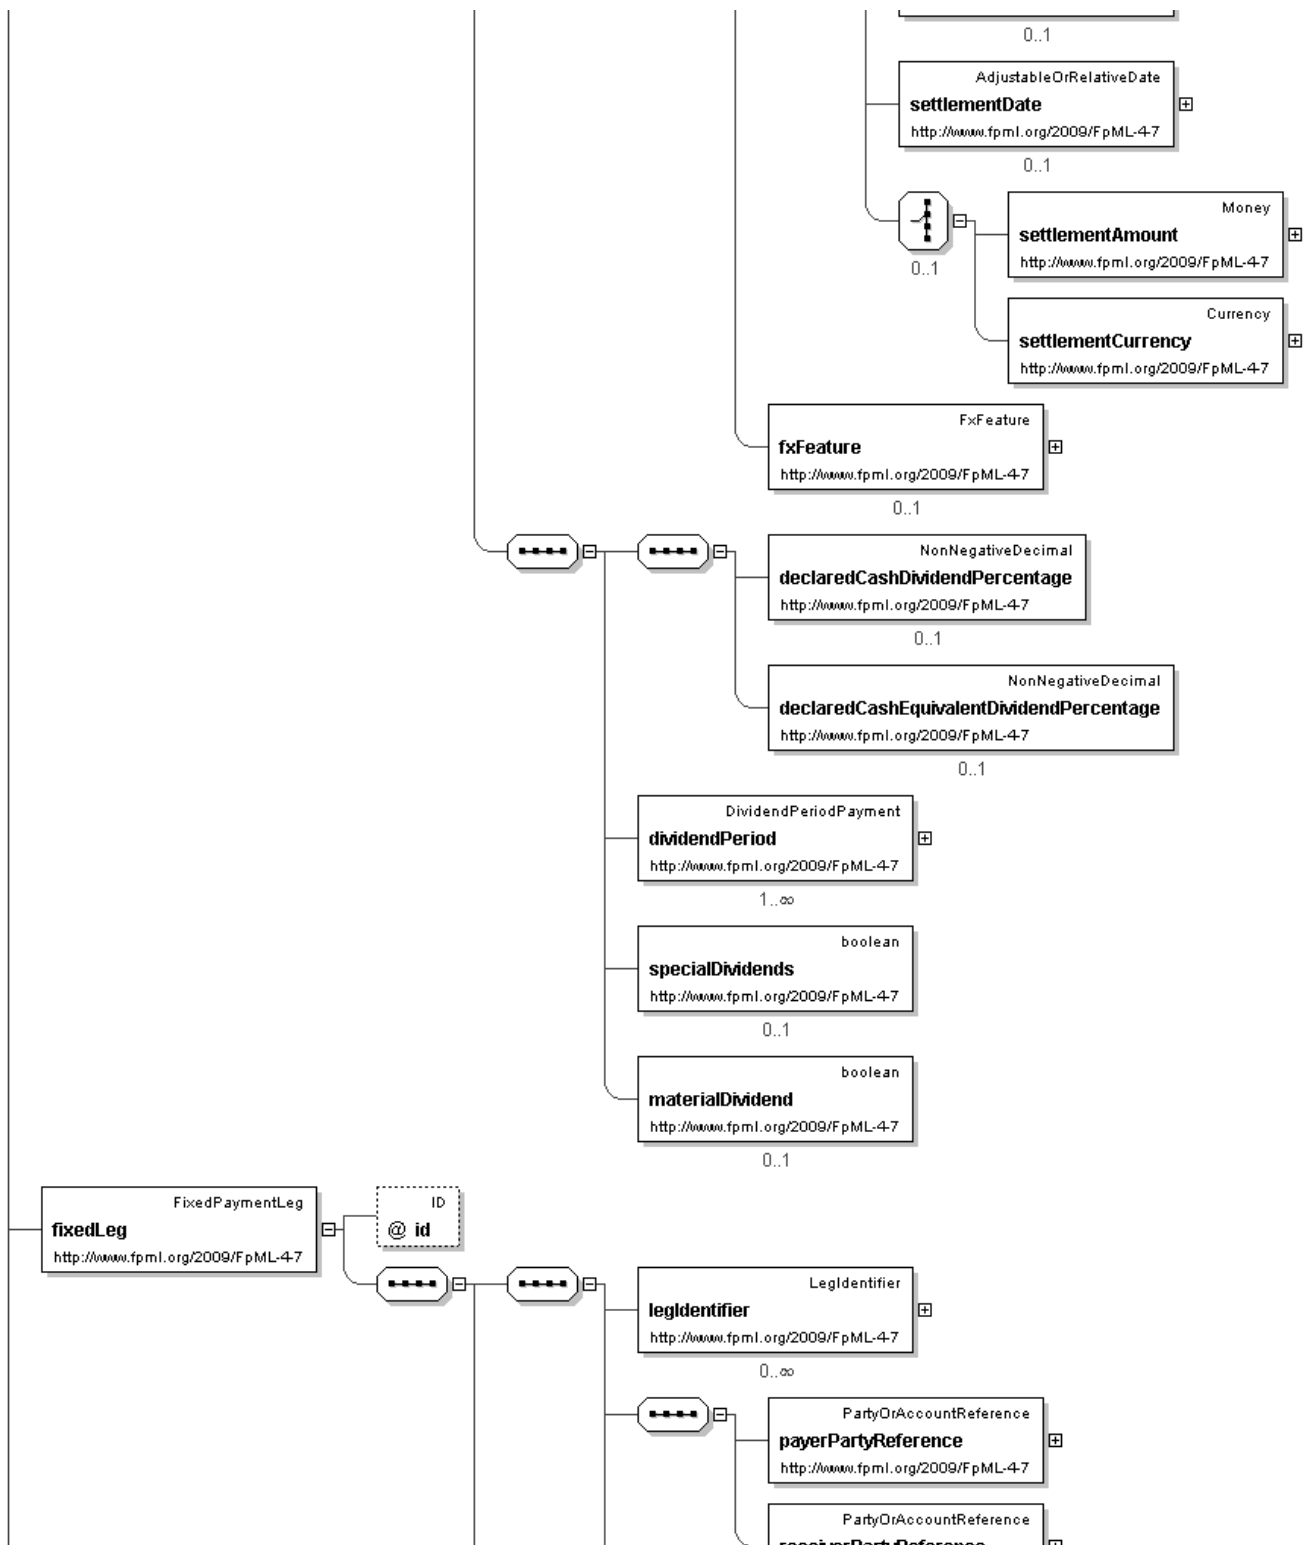 0..1
AdjustableOrRelativeDate
settlementDate
http://www.fpml.org/2009/FpML-4-7
0..1
Money
settlementAmount
http://www.fpml.org/2009/FpML-4-7
0..1
Currency
settlementCurrency
http://www.fpml.org/2009/FpML-4-7
FxFeature
fxFeature
http://www.fpml.org/2009/FpML-4-7
0..1
NonNegativeDecimal
declaredCashDividendPercentage
http://www.fpml.org/2009/FpML-4-7
0..1
NonNegativeDecimal
declaredCashEquivalentDividendPercentage
http://www.fpml.org/2009/FpML-4-7
0..1
DividendPeriodPayment
dividendPeriod
http://www.fpml.org/2009/FpML-4-7
1..∞
boolean
specialDividends
http://www.fpml.org/2009/FpML-4-7
0..1
boolean
materialDividend
http://www.fpml.org/2009/FpML-4-7
0..1
FixedPaymentLeg
fixedLeg
http://www.fpml.org/2009/FpML-4-7
ID
@ id
LegIdentifier
legIdentifier
http://www.fpml.org/2009/FpML-4-7
0..∞
PartyOrAccountReference
payerPartyReference
http://www.fpml.org/2009/FpML-4-7
PartyOrAccountReference
receiverPartyReference